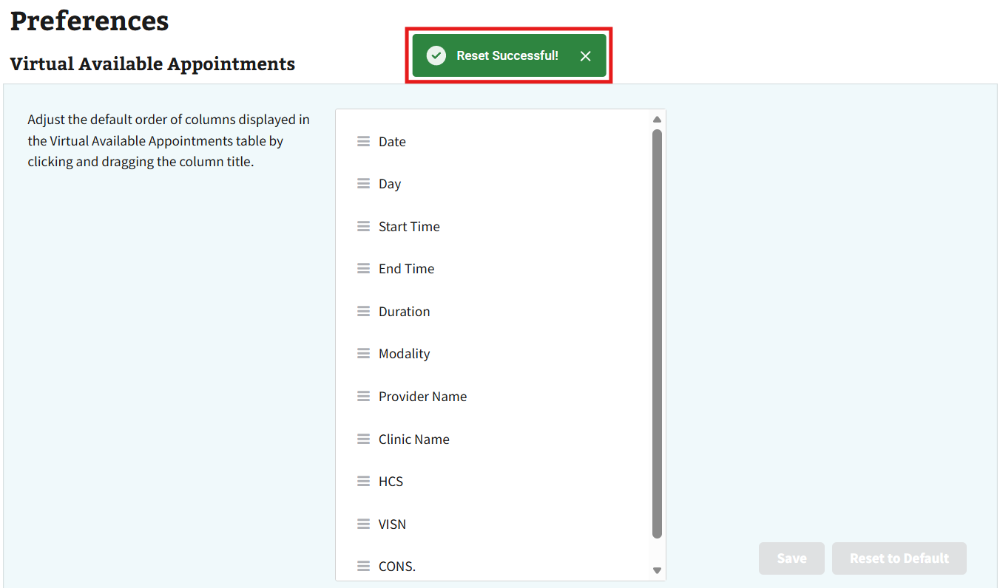 Preferences
Reset Successful!
Virtual Available Appointments
Adjust the default order of columns displayed in
the Virtual Available Appointments table by
clicking and dragging the column title.
Date
Day
Start Time
End Time
Duration
Modality
Provider Name
Clinic Name
HCS
VISN
CONS.
Save
Reset to Default